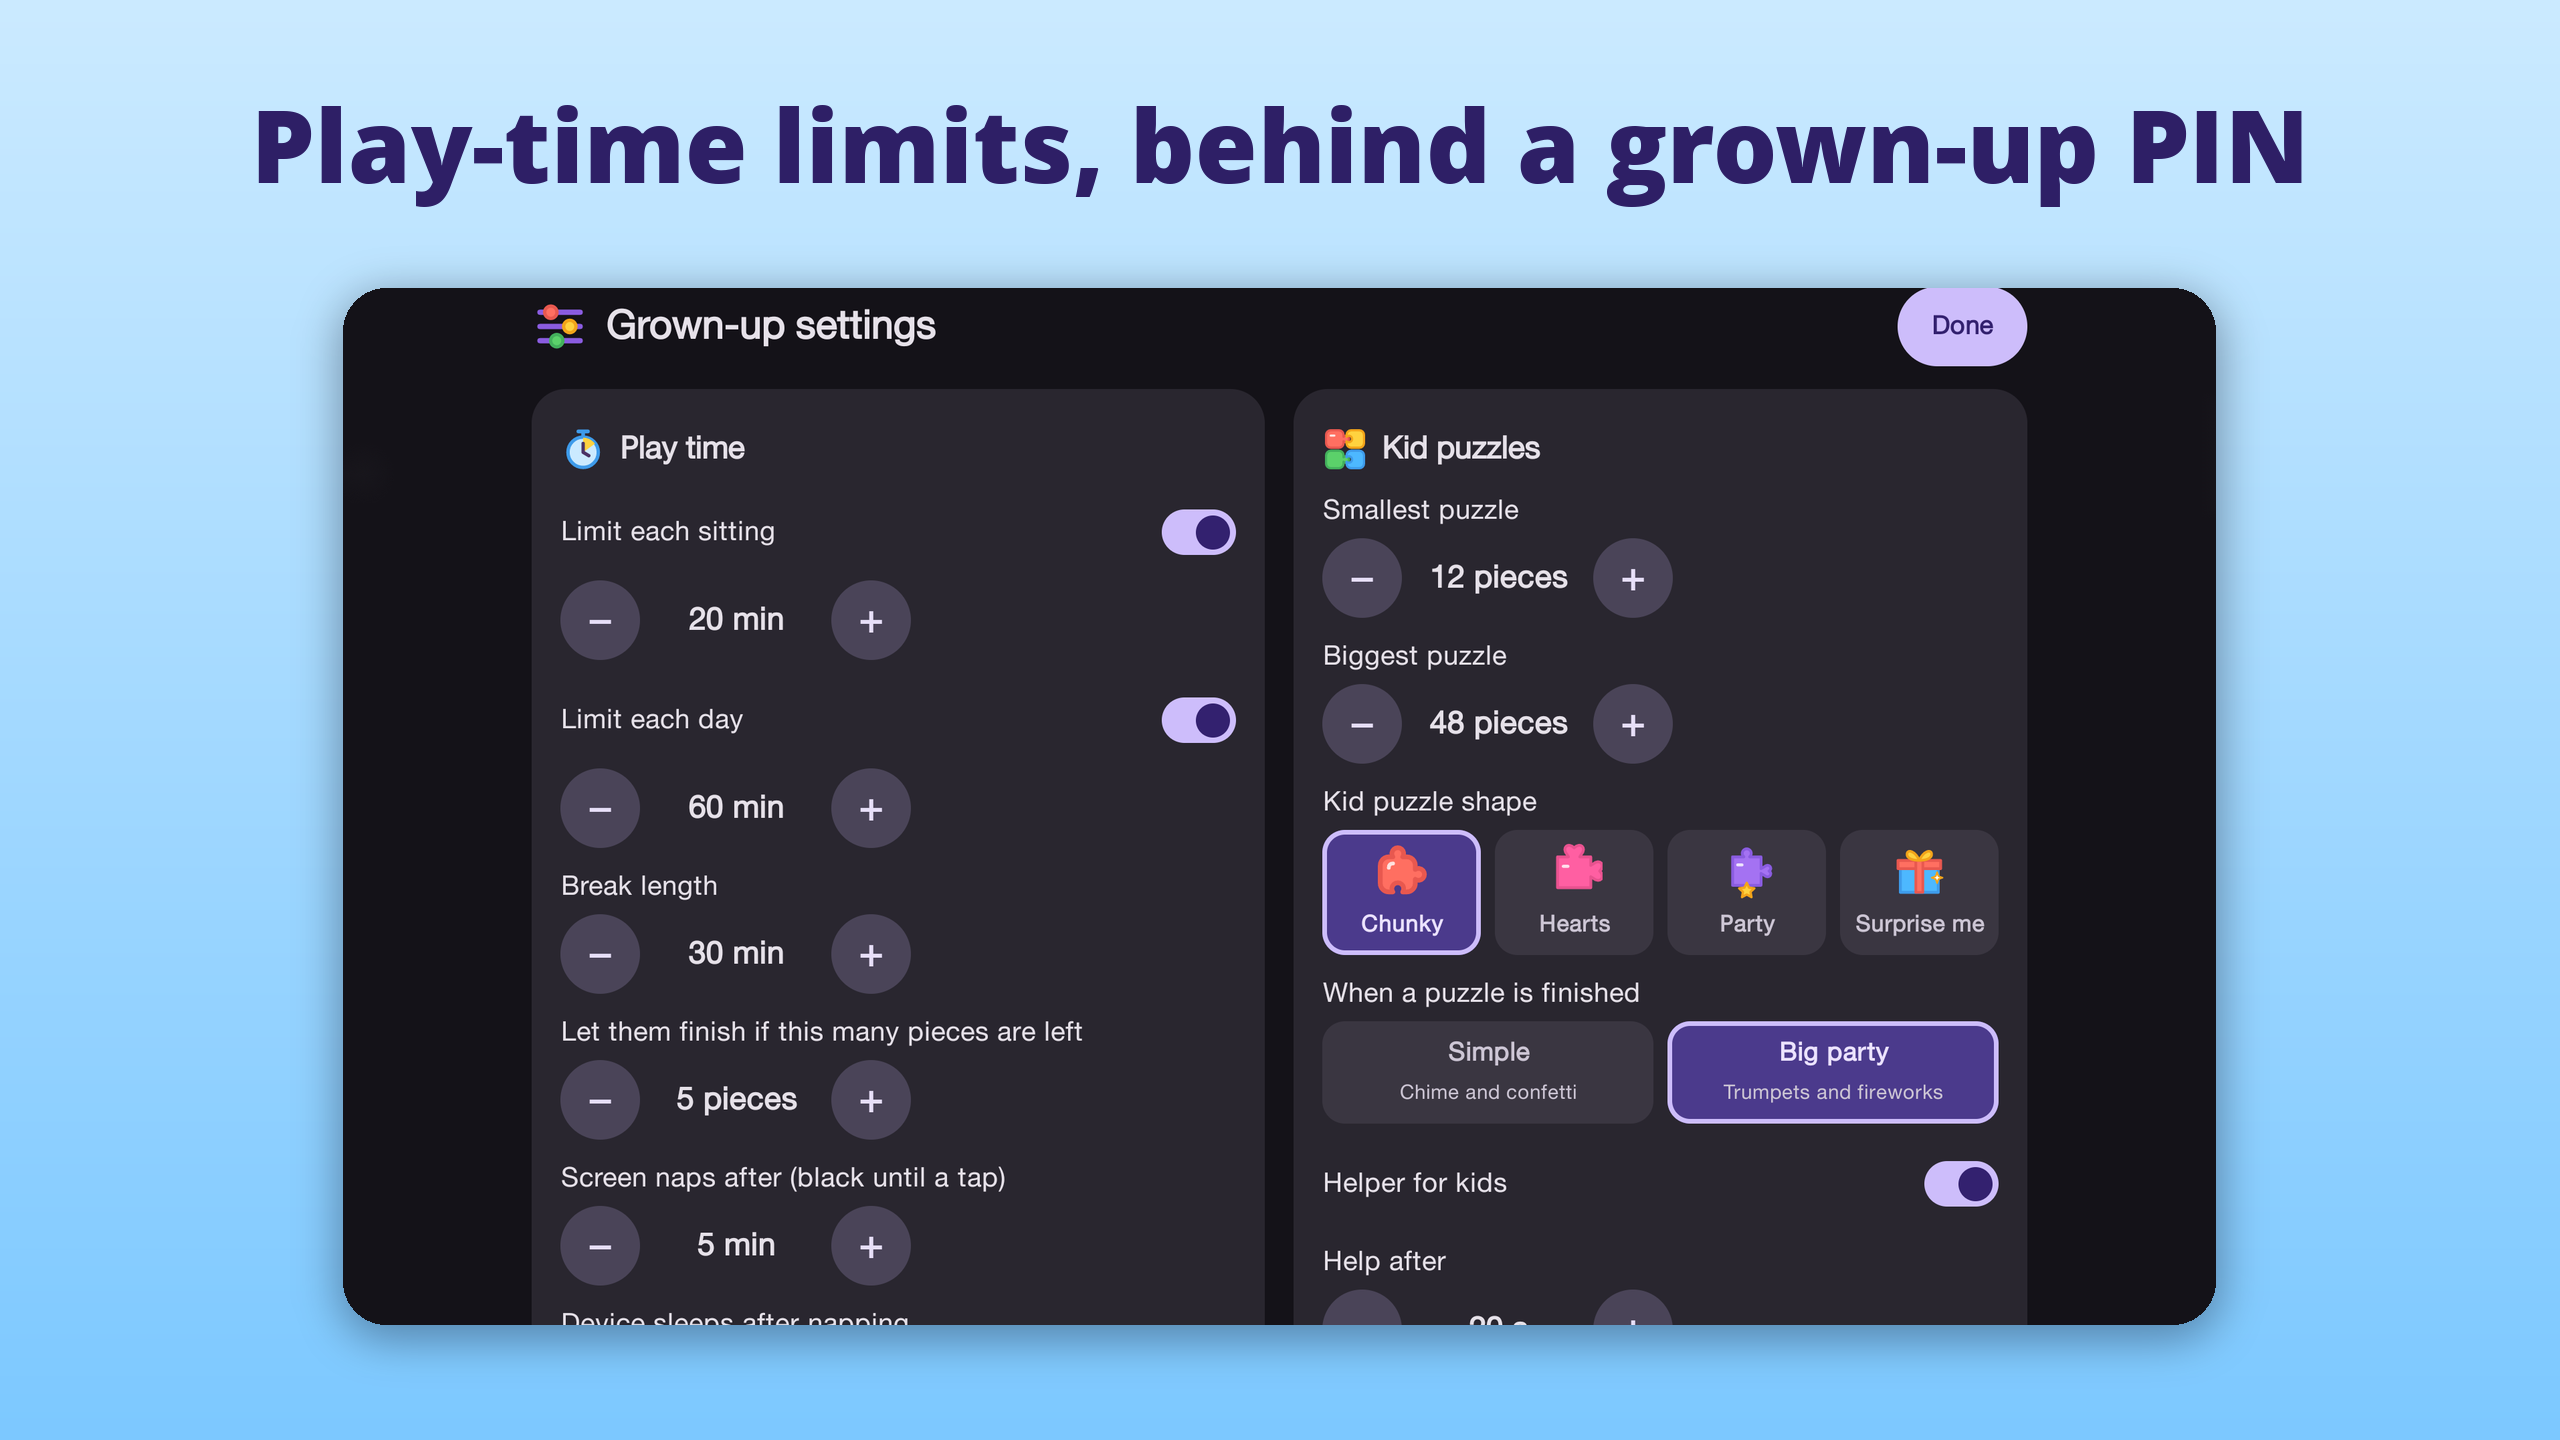 Play-time limits, behind a grown-up PIN
Grown-up settings
Done
Play time
Limit each sitting
− 20 min +
Limit each day
− 60 min +
Break length
− 30 min +
Let them finish if this many pieces are left
− 5 pieces +
Screen naps after (black until a tap)
− 5 min +
Device sleeps after napping
Kid puzzles
Smallest puzzle
− 12 pieces +
Biggest puzzle
− 48 pieces +
Kid puzzle shape
Chunky Hearts Party Surprise me
When a puzzle is finished
Simple
Chime and confetti
Big party
Trumpets and fireworks
Helper for kids
Help after